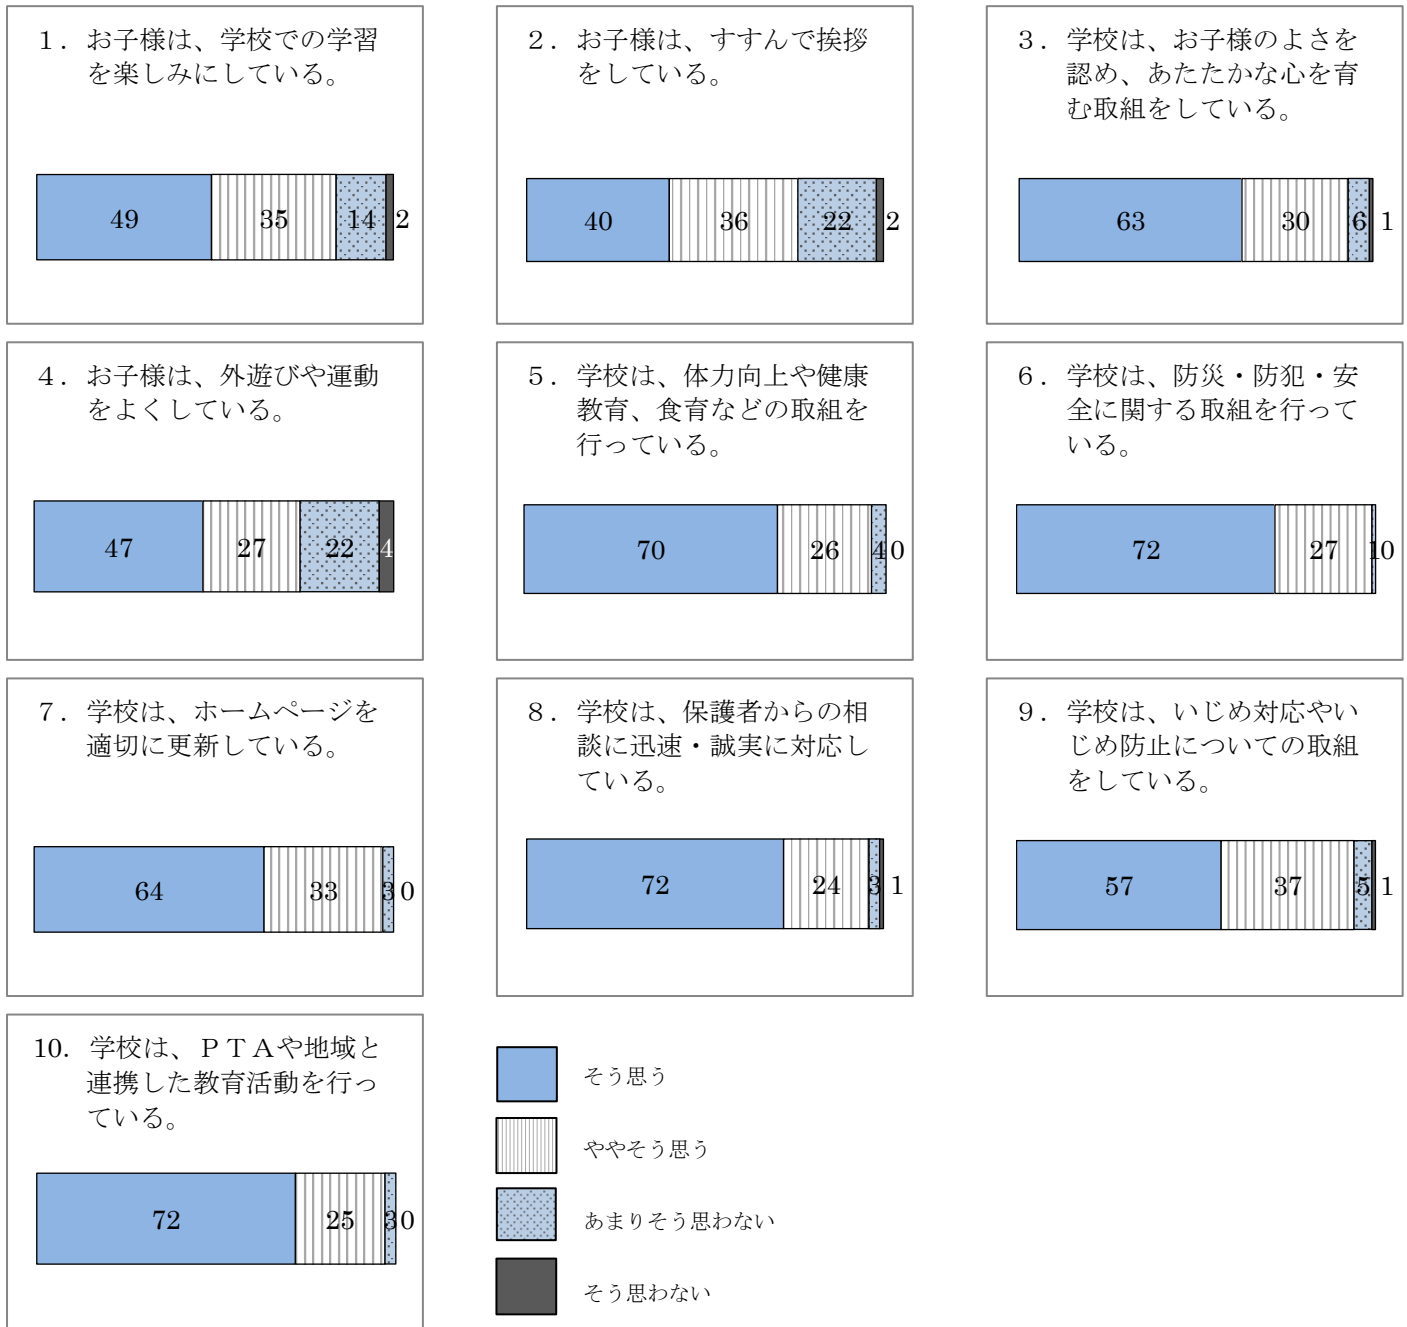 １．お子様は、学校での学習
を楽しみにしている。
49 35 14 2
２．お子様は、すすんで挨拶
をしている。
40 36 22 2
３．学校は、お子様のよさを
認め、あたたかな心を育
む取組をしている。
63 30 6 1
４．お子様は、外遊びや運動
をよくしている。
47 27 22 4
５．学校は、体力向上や健康
教育、食育などの取組を
行っている。
70 26 4 0
６．学校は、防災・防犯・安
全に関する取組を行って
いる。
72 27 1 0
７．学校は、ホームページを
適切に更新している。
64 33 3 0
８．学校は、保護者からの相
談に迅速・誠実に対応し
ている。
72 24 3 1
９．学校は、いじめ対応やい
じめ防止についての取組
をしている。
57 37 5 1
10．学校は、ＰＴＡや地域と
連携した教育活動を行っ
ている。
72 25 3 0
そう思う
ややそう思う
あまりそう思わない
そう思わない